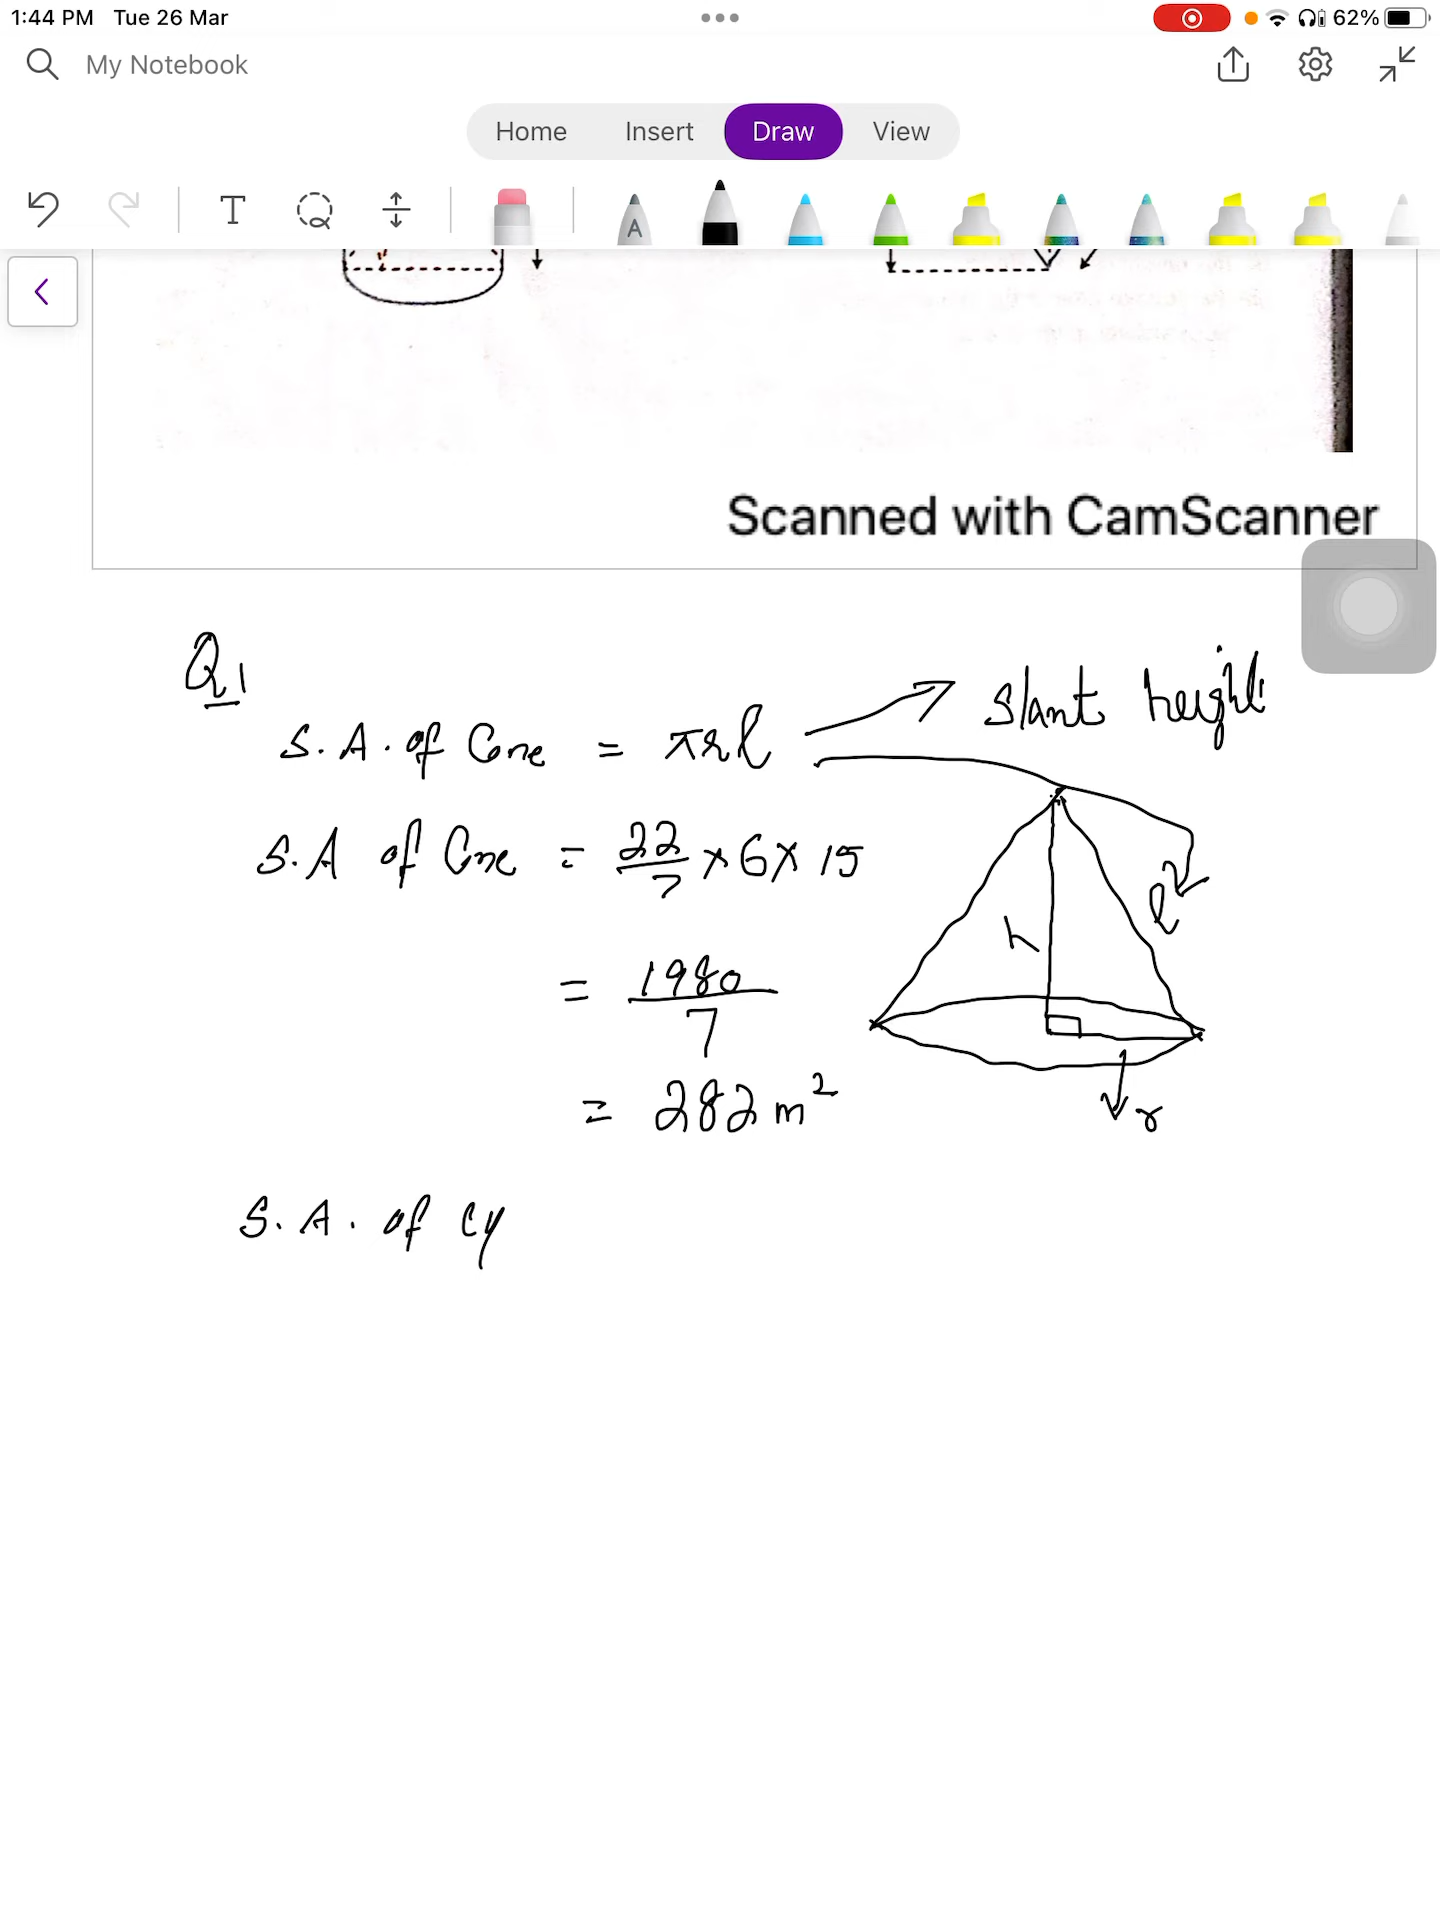 1:44 PM Tue 26 Mar
62%
My Notebook
Home Insert Draw View
T
A
Scanned with CamScanner
Q1
S.A. of Cone = πrl
slant height
S.A of Cone = 22/7 × 6 × 15
l
h
= 1980/7
= 282 m²
r
S.A. of cy